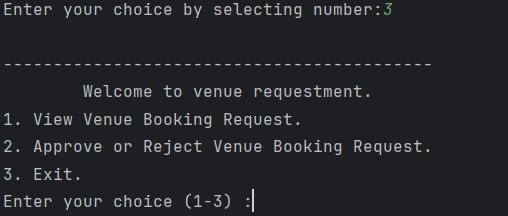 Enter your choice by selecting number:3
-------------------------------------------
Welcome to venue requestment.
1. View Venue Booking Request.
2. Approve or Reject Venue Booking Request.
3. Exit.
Enter your choice (1-3) :